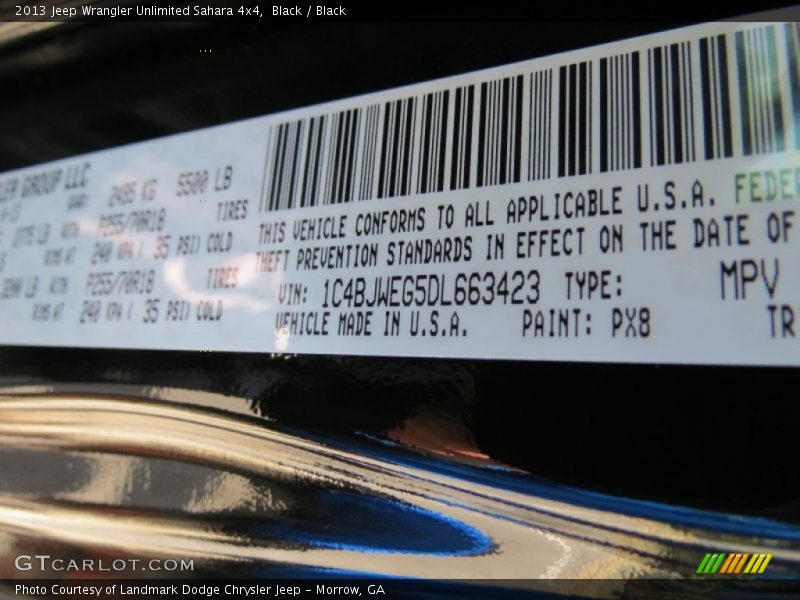 2013 Jeep Wrangler Unlimited Sahara 4x4, Black / Black
GROUP LLC
2495 KG 5500 LB
P255/70R18 TIRES
240 KPA ( 35 PSI) COLD
P255/70R18 TIRES
240 KPA ( 35 PSI) COLD
THIS VEHICLE CONFORMS TO ALL APPLICABLE U.S.A. FEDER
THEFT PREVENTION STANDARDS IN EFFECT ON THE DATE OF
VIN: 1C4BJWEG5DL663423 TYPE: MPV
VEHICLE MADE IN U.S.A. PAINT: PX8 TR
GTCARLOT.COM
Photo Courtesy of Landmark Dodge Chrysler Jeep - Morrow, GA